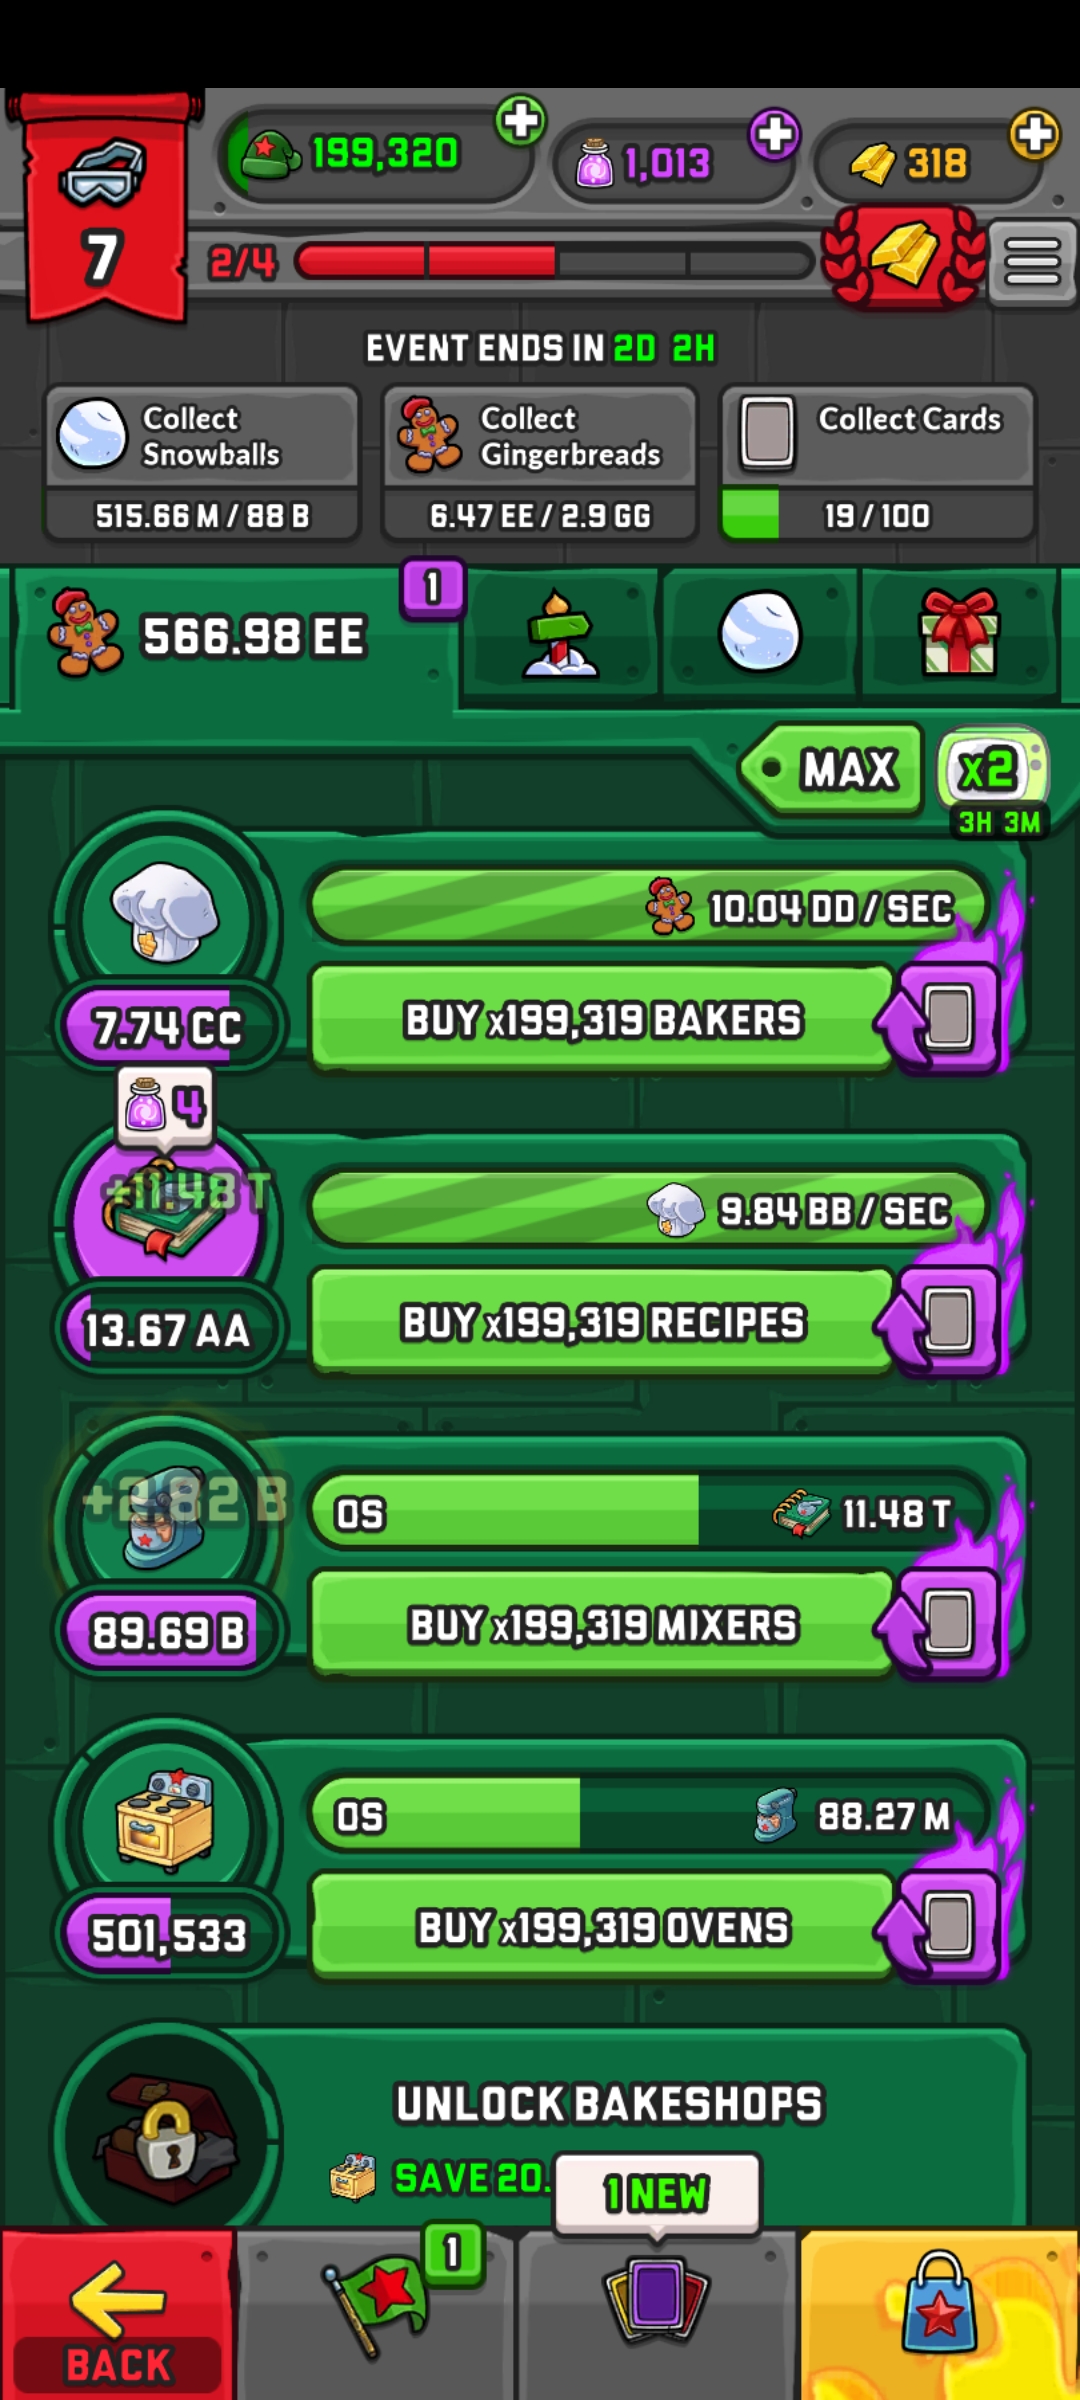 199,320
1,013
318
7
2/4
EVENT ENDS IN 2D 2H
Collect Snowballs
515.66 M / 88 B
Collect Gingerbreads
6.47 EE / 2.9 GG
Collect Cards
19 / 100
566.98 EE
1
MAX
x2
3H 3M
10.04 DD / SEC
7.74 CC
BUY x199,319 BAKERS
4
+11.48 T
9.84 BB / SEC
13.67 AA
BUY x199,319 RECIPES
+2.82 B
0S
11.48 T
89.69 B
BUY x199,319 MIXERS
0S
88.27 M
501,533
BUY x199,319 OVENS
UNLOCK BAKESHOPS
SAVE 20.
1 NEW
1
BACK